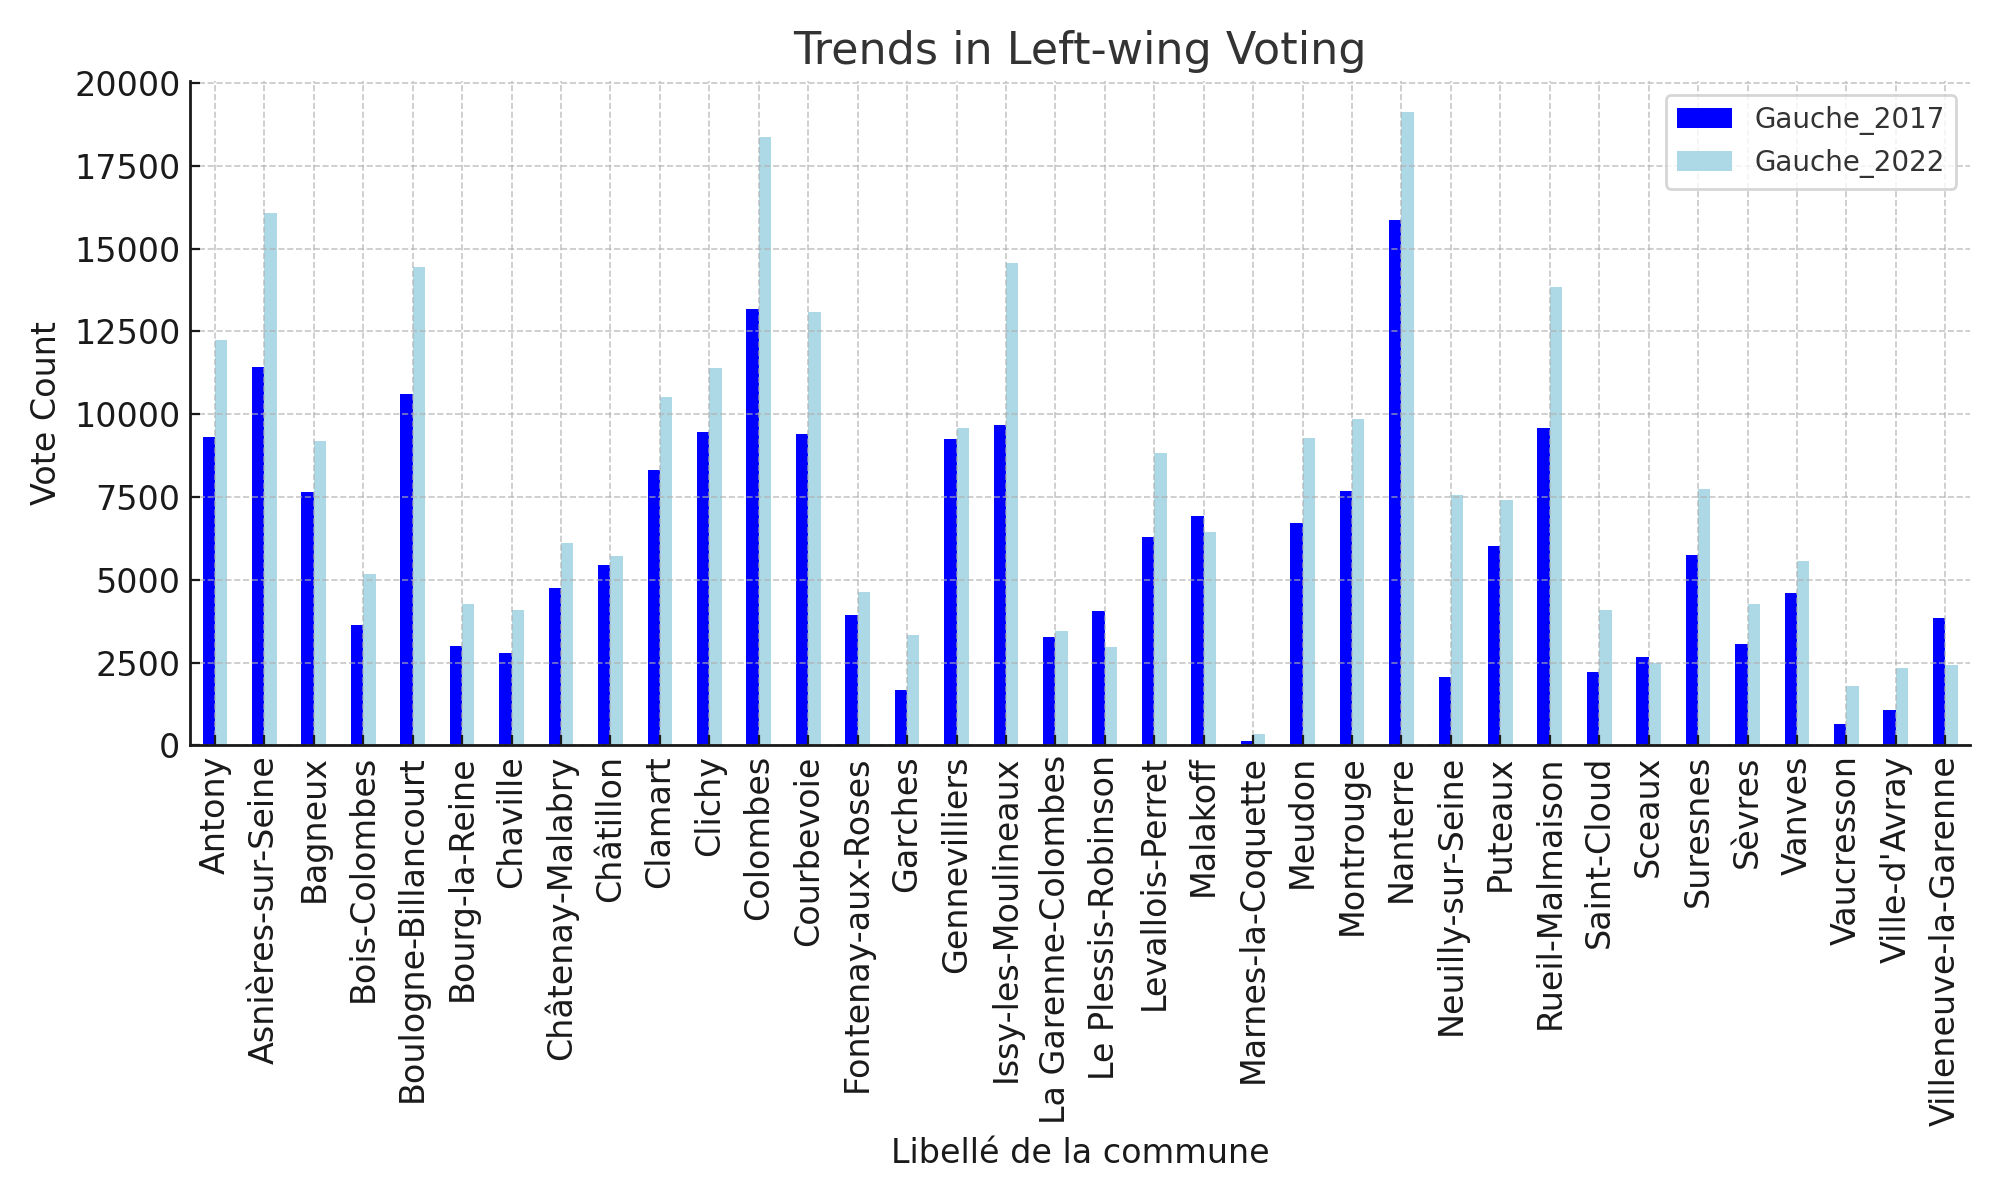 Trends in Left-wing Voting
Gauche_2017
Gauche_2022
Vote Count
20000
17500
15000
12500
10000
7500
5000
2500
0
Antony
Asnières-sur-Seine
Bagneux
Bois-Colombes
Boulogne-Billancourt
Bourg-la-Reine
Chaville
Châtenay-Malabry
Châtillon
Clamart
Clichy
Colombes
Courbevoie
Fontenay-aux-Roses
Garches
Gennevilliers
Issy-les-Moulineaux
La Garenne-Colombes
Le Plessis-Robinson
Levallois-Perret
Malakoff
Marnes-la-Coquette
Meudon
Montrouge
Nanterre
Neuilly-sur-Seine
Puteaux
Rueil-Malmaison
Saint-Cloud
Sceaux
Suresnes
Sèvres
Vanves
Vaucresson
Ville-d'Avray
Villeneuve-la-Garenne
Libellé de la commune